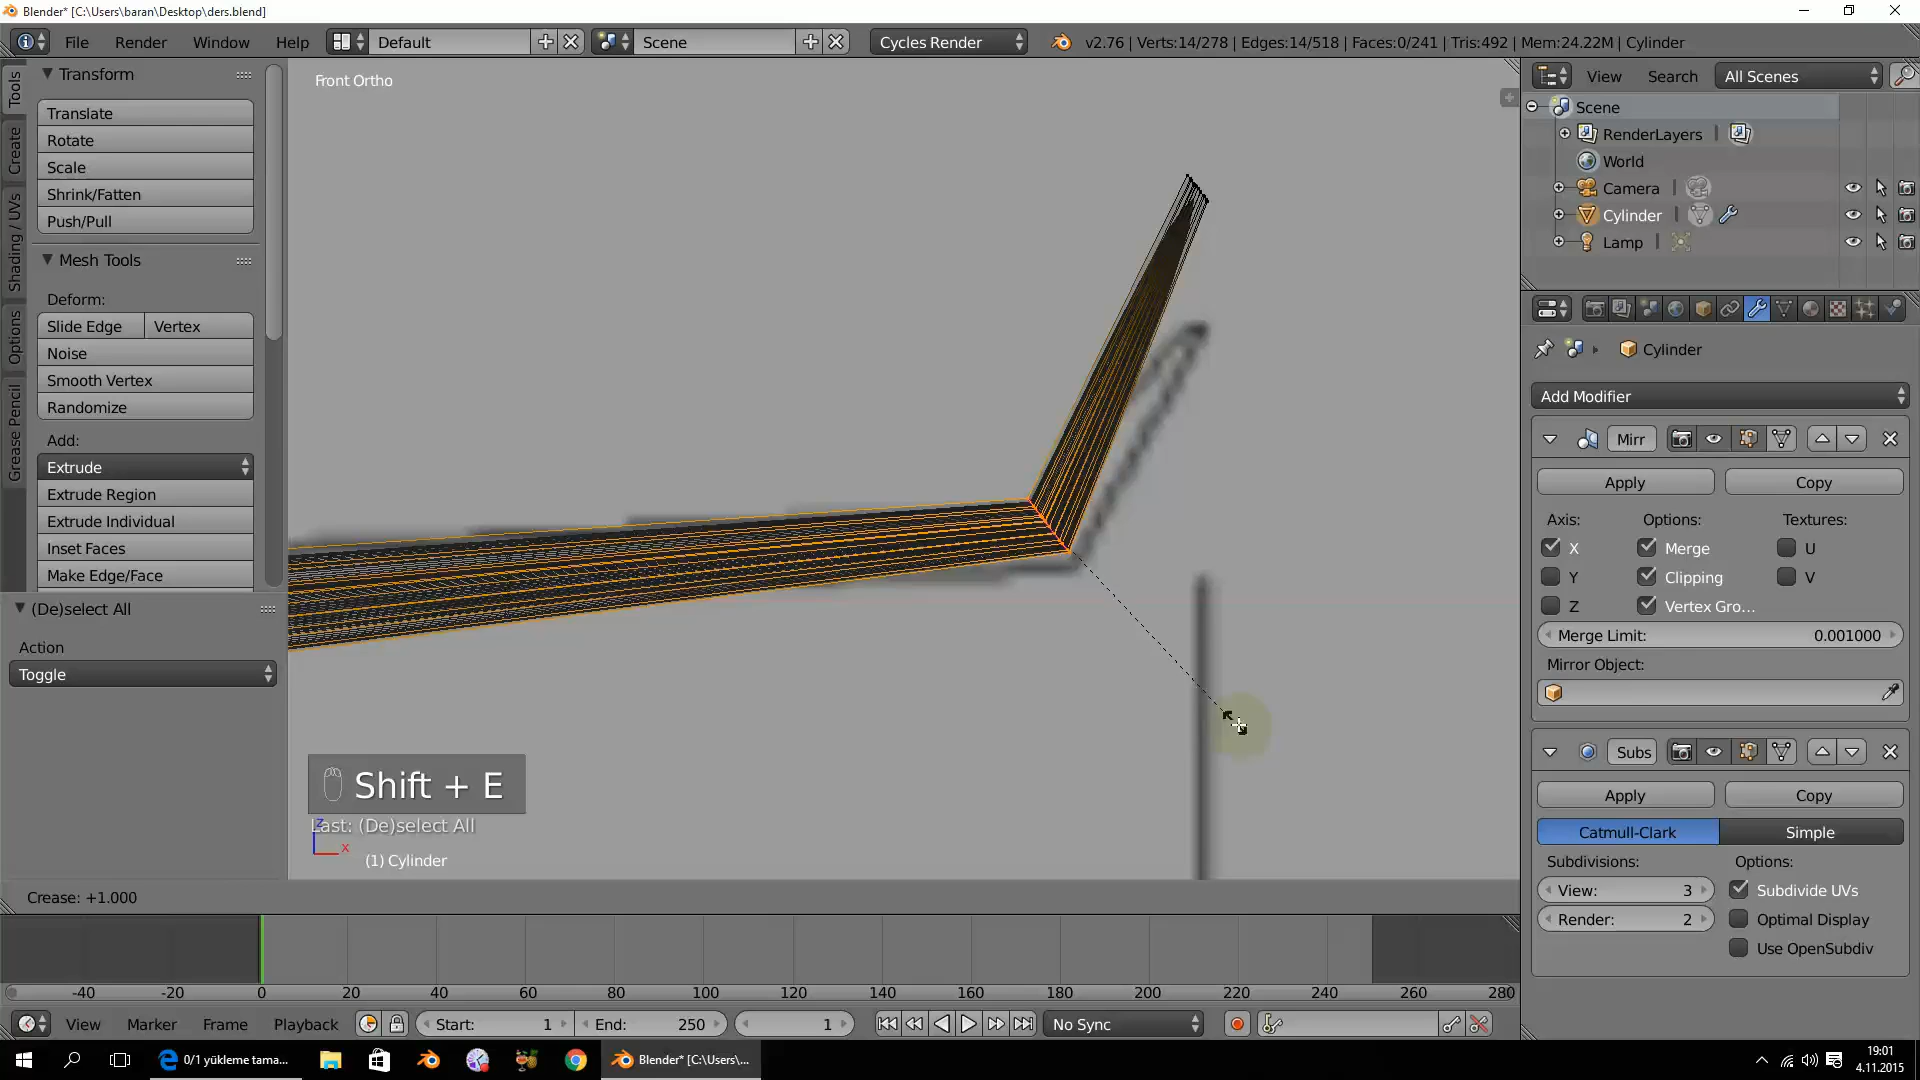 Blender* [C:\Users\baran\Desktop\ders.blend]
File Render Window Help Default Scene Cycles Render v2.76 | Verts:14/278 | Edges:14/518 | Faces:0/241 | Tris:492 | Mem:24.22M | Cylinder
Tools
Create
Shading / UVs
Options
Grease Pencil
Transform
Translate
Rotate
Scale
Shrink/Fatten
Push/Pull
Mesh Tools
Deform:
Slide Edge Vertex
Noise
Smooth Vertex
Randomize
Add:
Extrude
Extrude Region
Extrude Individual
Inset Faces
Make Edge/Face
(De)select All
Action
Toggle
Front Ortho
Shift + E
Last: (De)select All
z
x
(1) Cylinder
Crease: +1.000
View Search All Scenes
Scene
RenderLayers
World
Camera
Cylinder
Lamp
Cylinder
Add Modifier
Mirr
Apply Copy
Axis: Options: Textures:
X Merge U
Y Clipping V
Z Vertex Gro...
Merge Limit: 0.001000
Mirror Object:
Subs
Apply Copy
Catmull-Clark Simple
Subdivisions: Options:
View: 3 Subdivide UVs
Render: 2 Optimal Display
Use OpenSubdiv
-40 -20 0 20 40 60 80 100 120 140 160 180 200 220 240 260 280
View Marker Frame Playback Start: 1 End: 250 1 No Sync
0/1 yükleme tama... Blender* [C:\Users\... 19:01
4.11.2015